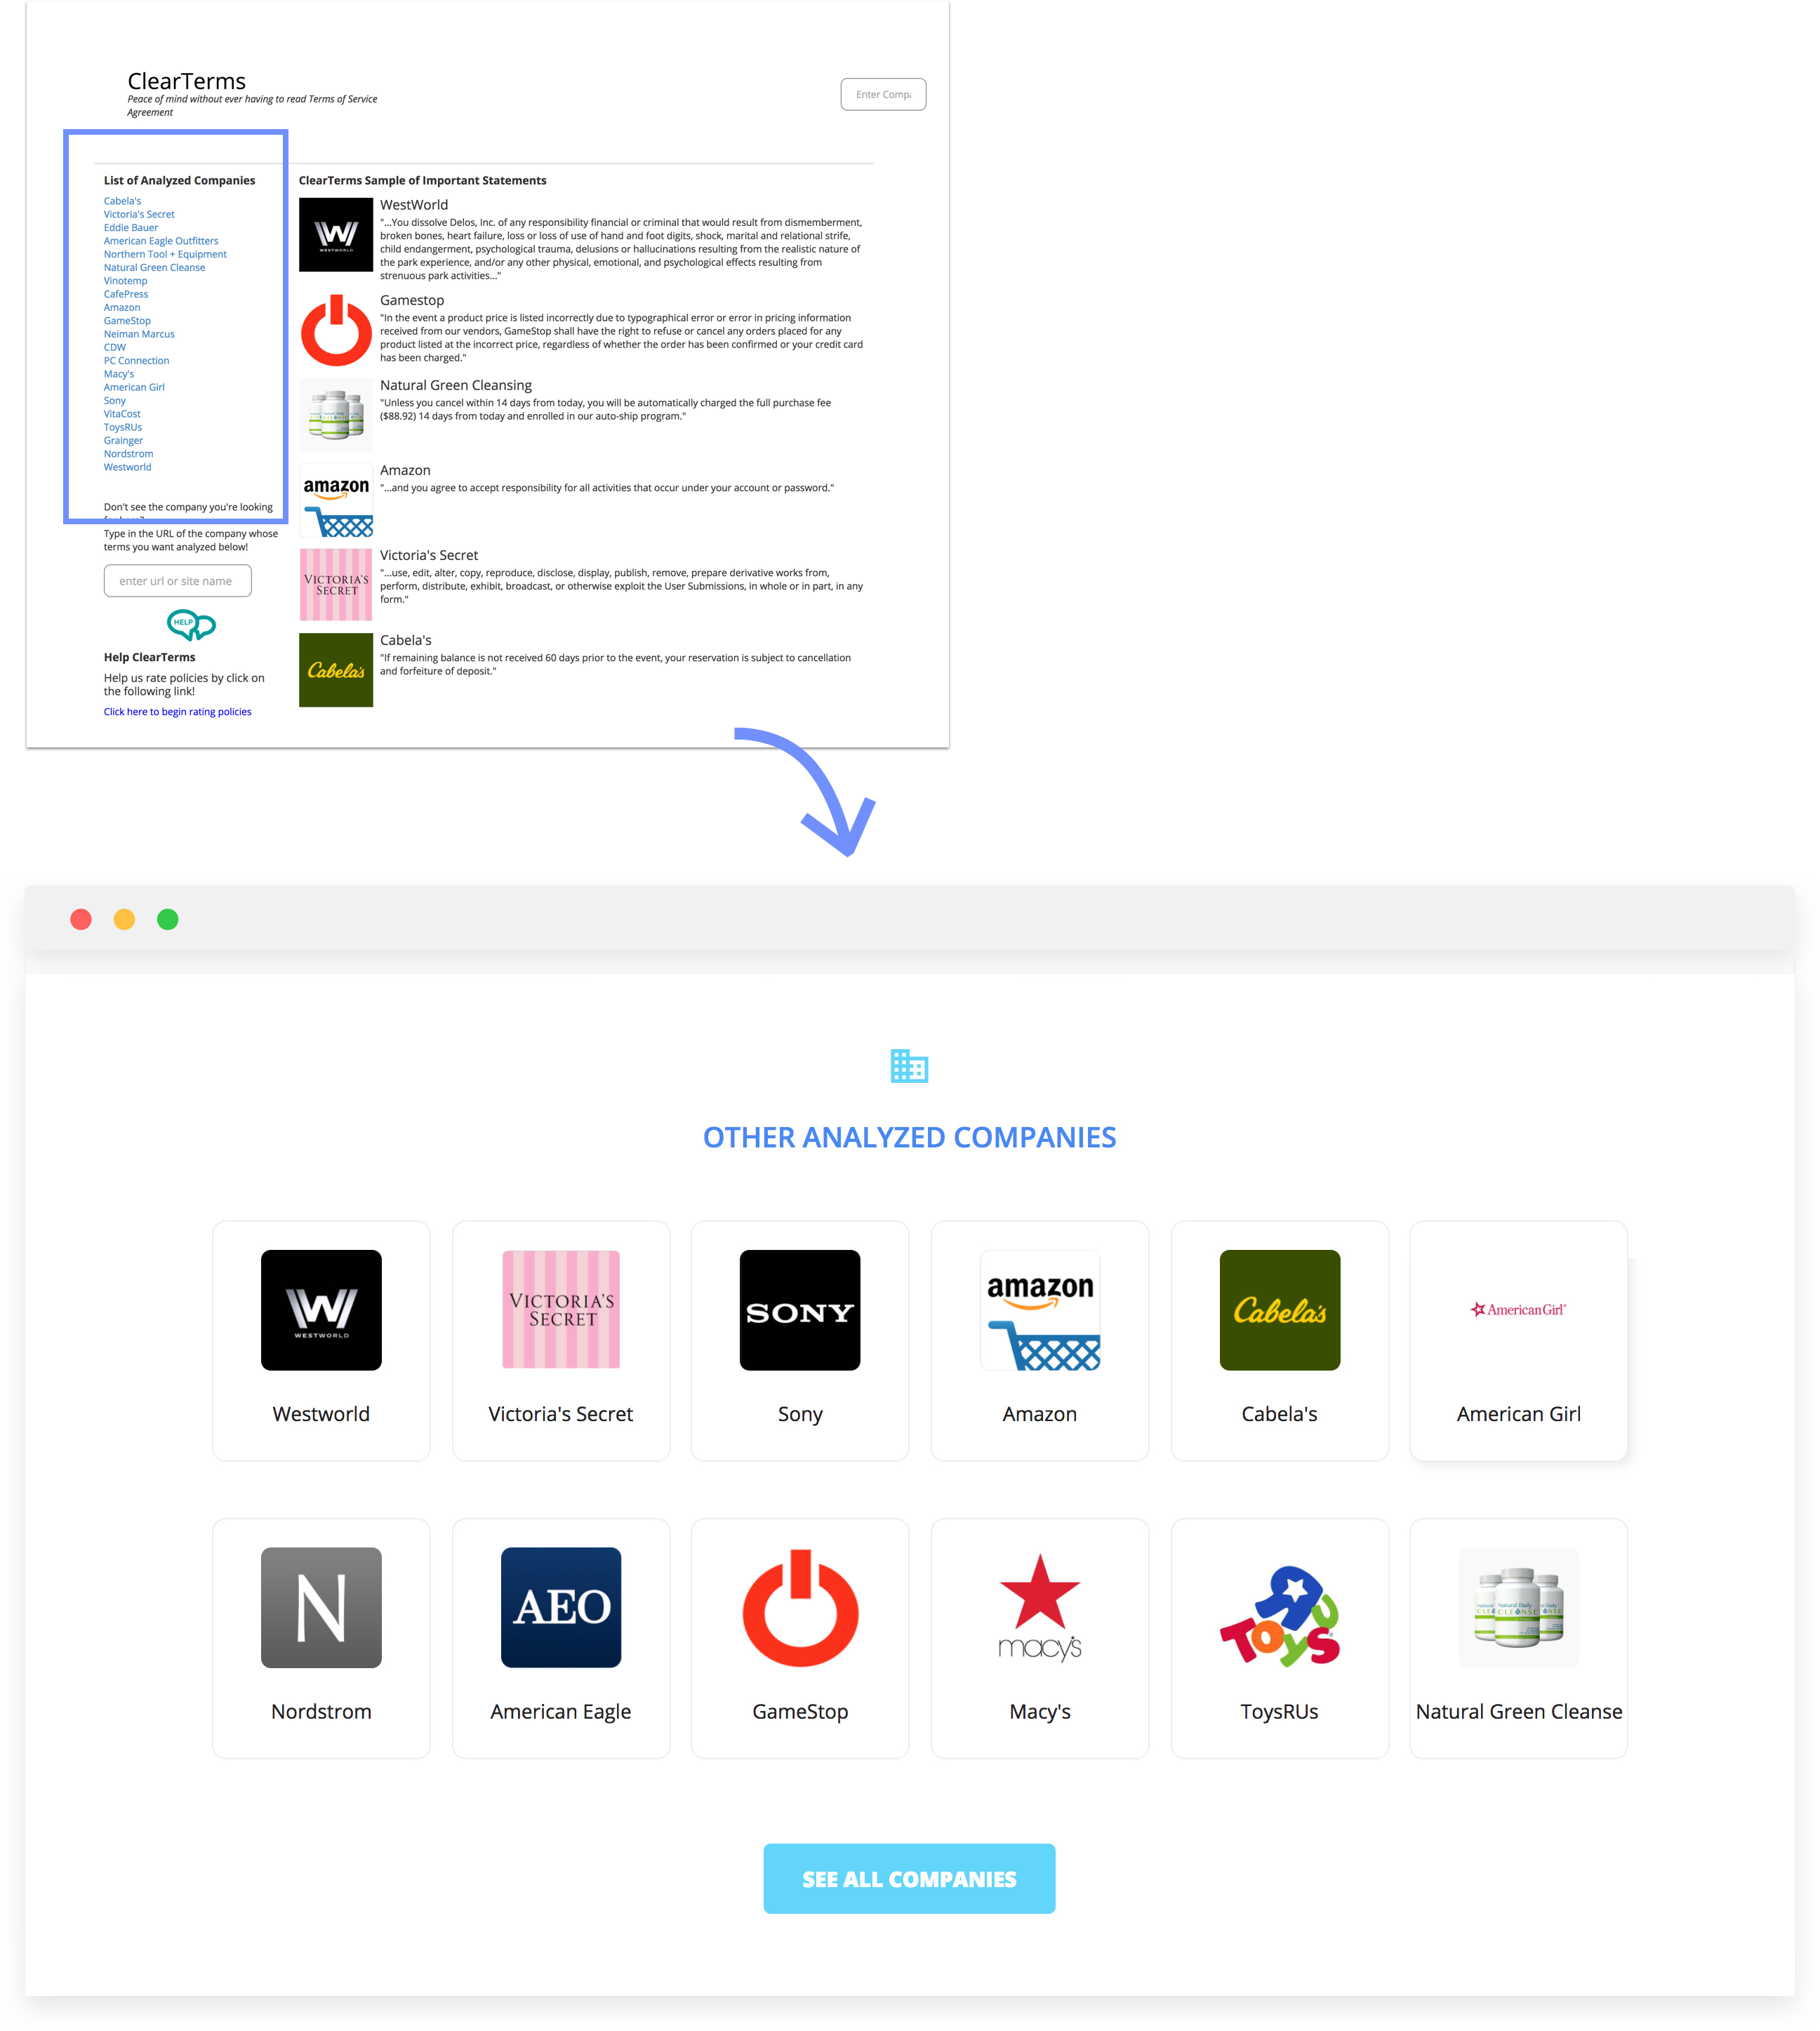 ClearTerms
Peace of mind without ever having to read Terms of Service
Agreement
Enter Comp
List of Analyzed Companies
Cabela's
Victoria's Secret
Eddie Bauer
American Eagle Outfitters
Northern Tool + Equipment
Natural Green Cleanse
Vinotemp
CafePress
Amazon
GameStop
Neiman Marcus
CDW
PC Connection
Macy's
American Girl
Sony
VitaCost
ToysRUs
Grainger
Nordstrom
Westworld
Don't see the company you're looking
Type in the URL of the company whose
terms you want analyzed below!
enter url or site name
HELP
Help ClearTerms
Help us rate policies by click on
the following link!
Click here to begin rating policies
ClearTerms Sample of Important Statements
WESTWORLD
WestWorld
"...You dissolve Delos, Inc. of any responsibility financial or criminal that would result from dismemberment,
broken bones, heart failure, loss or loss of use of hand and foot digits, shock, marital and relational strife,
child endangerment, psychological trauma, delusions or hallucinations resulting from the realistic nature of
the park experience, and/or any other physical, emotional, and psychological effects resulting from
strenuous park activities..."
Gamestop
"In the event a product price is listed incorrectly due to typographical error or error in pricing information
received from our vendors, GameStop shall have the right to refuse or cancel any orders placed for any
product listed at the incorrect price, regardless of whether the order has been confirmed or your credit card
has been charged."
Natural Green Cleansing
"Unless you cancel within 14 days from today, you will be automatically charged the full purchase fee
($88.92) 14 days from today and enrolled in our auto-ship program."
amazon
Amazon
"...and you agree to accept responsibility for all activities that occur under your account or password."
VICTORIA'S
SECRET
Victoria's Secret
"...use, edit, alter, copy, reproduce, disclose, display, publish, remove, prepare derivative works from,
perform, distribute, exhibit, broadcast, or otherwise exploit the User Submissions, in whole or in part, in any
form."
Cabela's
Cabela's
"If remaining balance is not received 60 days prior to the event, your reservation is subject to cancellation
and forfeiture of deposit."
OTHER ANALYZED COMPANIES
WESTWORLD
Westworld
VICTORIA'S
SECRET
Victoria's Secret
SONY
Sony
amazon
Amazon
Cabela's
Cabela's
American Girl
American Girl
N
Nordstrom
AEO
American Eagle
GameStop
macy's
Macy's
ToysRUs
ToysRUs
Natural Daily
CLEANSE
Natural Green Cleanse
SEE ALL COMPANIES